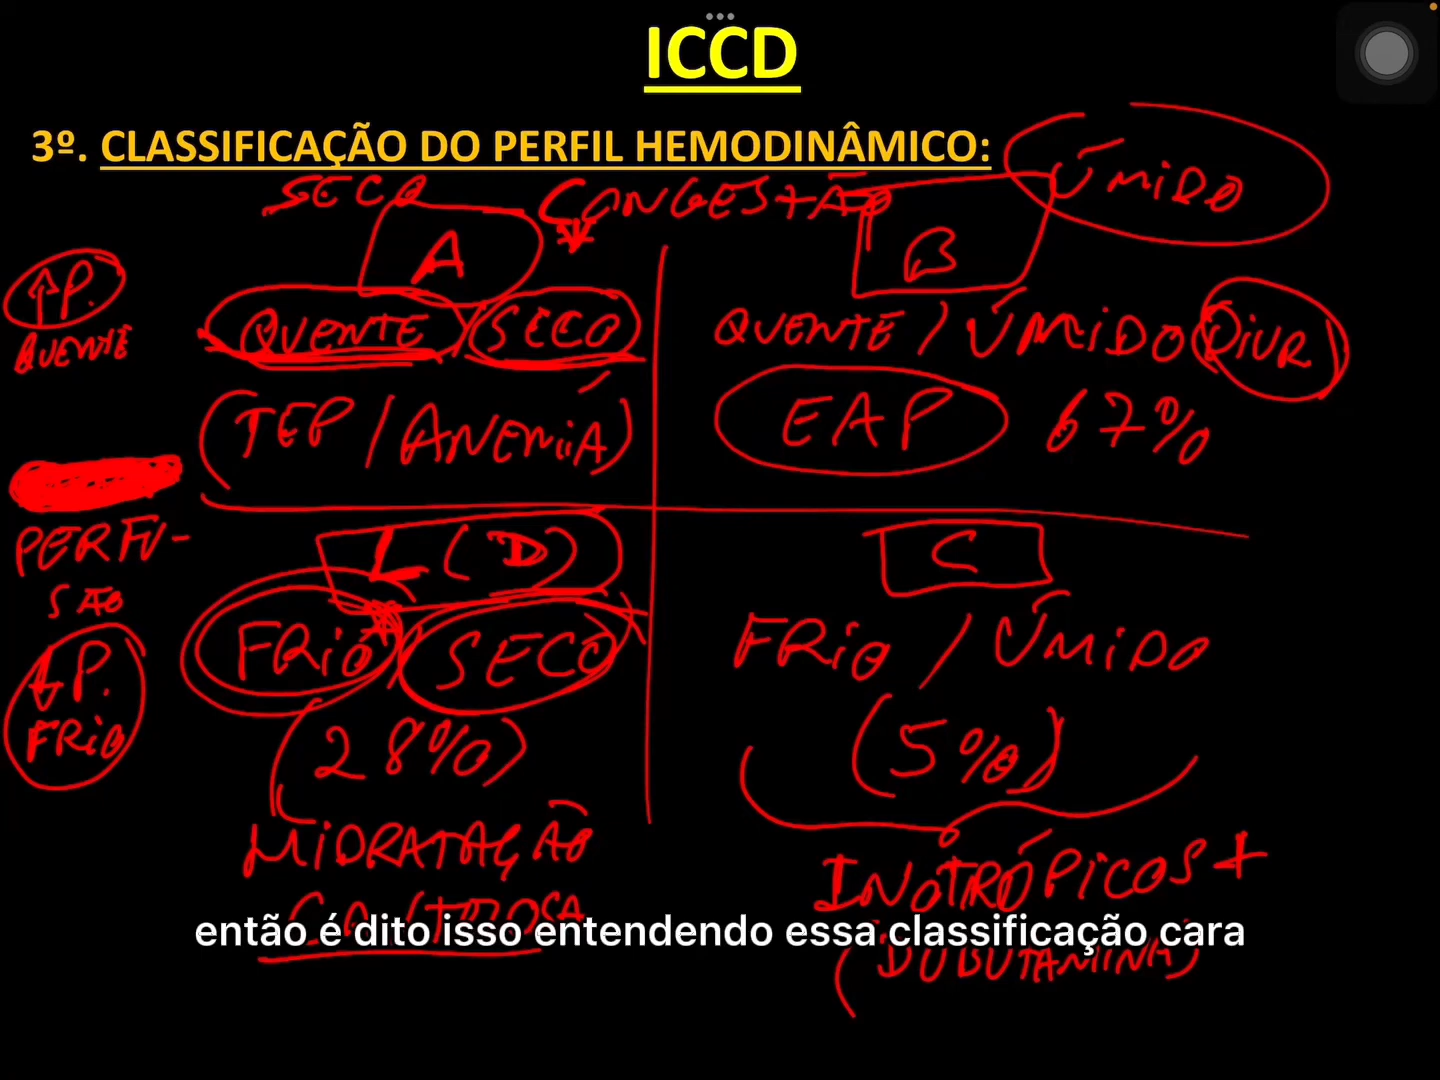 ICCD
3º. CLASSIFICAÇÃO DO PERFIL HEMODINÂMICO:
ÚMIDO
SECO CONGESTÃO
A B
↑P.
QUENTE
QUENTE / SECO
QUENTE / ÚMIDO DIUR
(TEP / ANEMIA)
EAP 67%
PERFU-
SÃO
L (D)
C
↓P.
FRIO
FRIO / SECO
FRIO / ÚMIDO
(28%)
(5%)
HIDRATAÇÃO
INOTRÓPICOS +
então é dito isso entendendo essa classificação cara
(DOBUTAMINA)